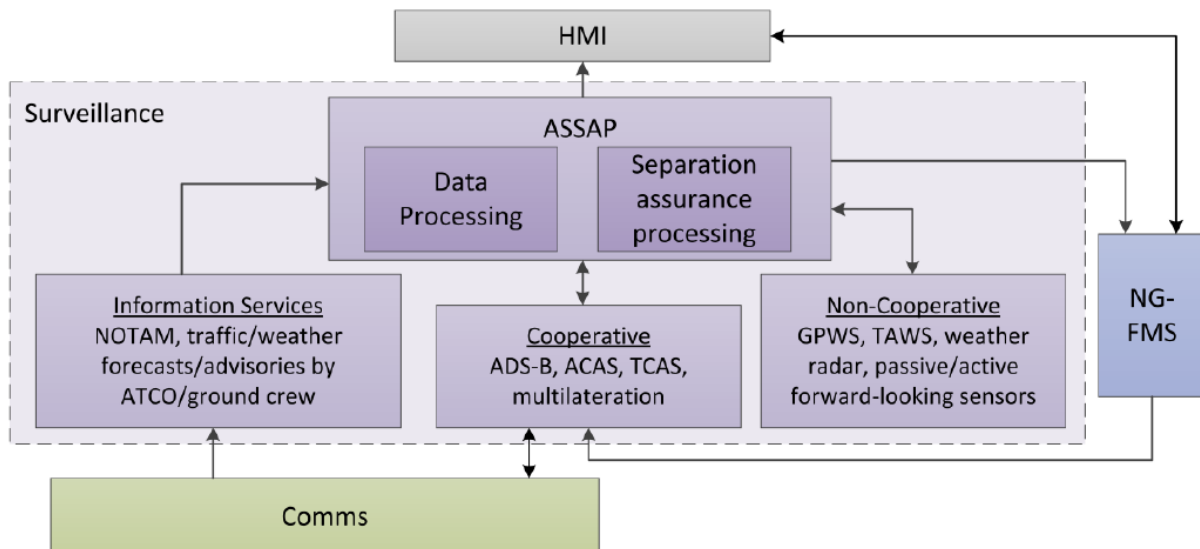 HMI
Surveillance
ASSAP
Data
Processing
Separation
assurance
processing
Information Services
NOTAM, traffic/weather
forecasts/advisories by
ATCO/ground crew
Cooperative
ADS-B, ACAS, TCAS,
multilateration
Non-Cooperative
GPWS, TAWS, weather
radar, passive/active
forward-looking sensors
NG-
FMS
Comms